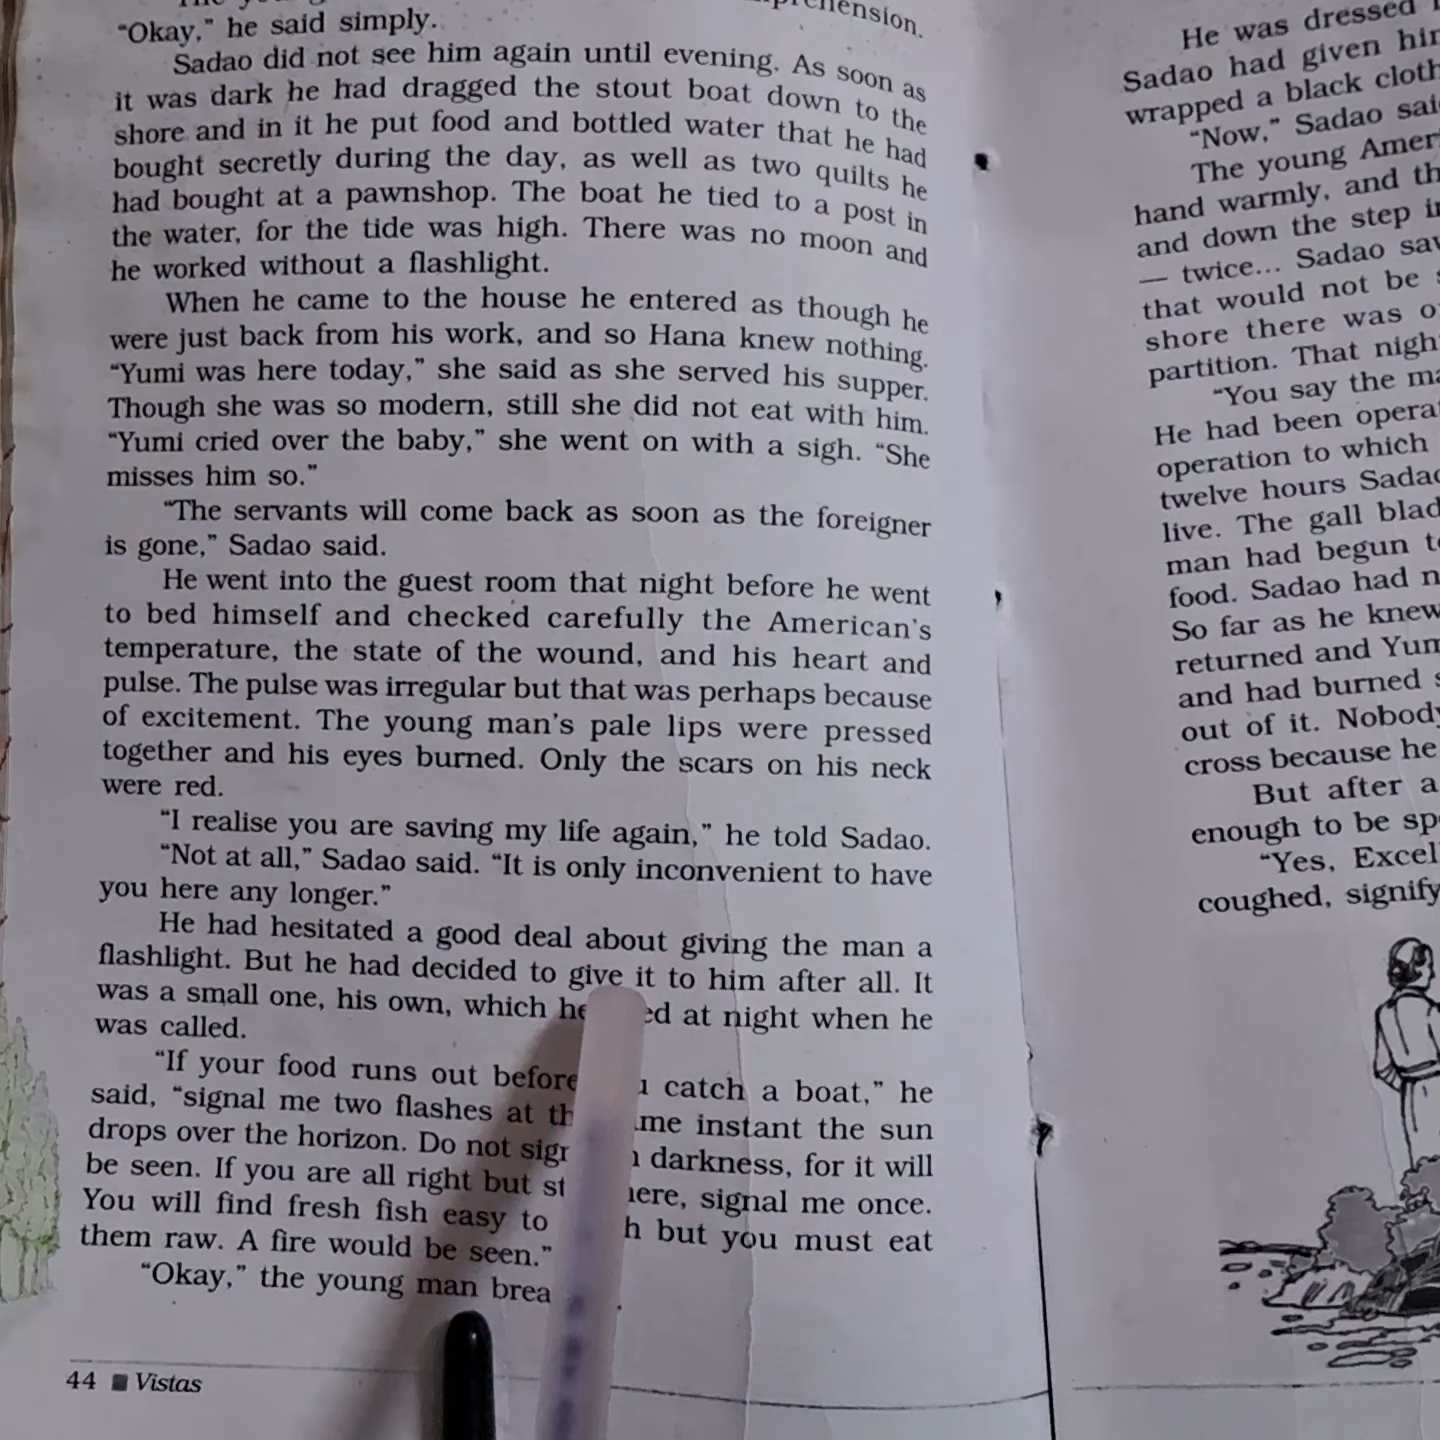 prehension.
"Okay," he said simply.
Sadao did not see him again until evening. As soon as
it was dark he had dragged the stout boat down to the
shore and in it he put food and bottled water that he had
bought secretly during the day, as well as two quilts he
had bought at a pawnshop. The boat he tied to a post in
the water, for the tide was high. There was no moon and
he worked without a flashlight.
When he came to the house he entered as though he
were just back from his work, and so Hana knew nothing.
"Yumi was here today," she said as she served his supper.
Though she was so modern, still she did not eat with him.
"Yumi cried over the baby," she went on with a sigh. "She
misses him so."
"The servants will come back as soon as the foreigner
is gone," Sadao said.
He went into the guest room that night before he went
to bed himself and checked carefully the American's
temperature, the state of the wound, and his heart and
pulse. The pulse was irregular but that was perhaps because
of excitement. The young man's pale lips were pressed
together and his eyes burned. Only the scars on his neck
were red.
"I realise you are saving my life again," he told Sadao.
"Not at all," Sadao said. "It is only inconvenient to have
you here any longer."
He had hesitated a good deal about giving the man a
flashlight. But he had decided to give it to him after all. It
was a small one, his own, which he ed at night when he
was called.
"If your food runs out before catch a boat," he
said, "signal me two flashes at th me instant the sun
drops over the horizon. Do not sig darkness, for it will
be seen. If you are all right but st here, signal me once.
You will find fresh fish easy to h but you must eat
them raw. A fire would be seen."
"Okay," the young man brea .
44 ■ Vistas
He was dressed
Sadao had given hi
wrapped a black cloth
"Now," Sadao sai
The young Amer
hand warmly, and th
and down the step i
— twice... Sadao sa
that would not be
shore there was o
partition. That nigh
"You say the ma
He had been opera
operation to which
twelve hours Sada
live. The gall blad
man had begun t
food. Sadao had n
So far as he knew
returned and Yum
and had burned s
out of it. Nobody
cross because he
But after a
enough to be sp
"Yes, Excell
coughed, signify